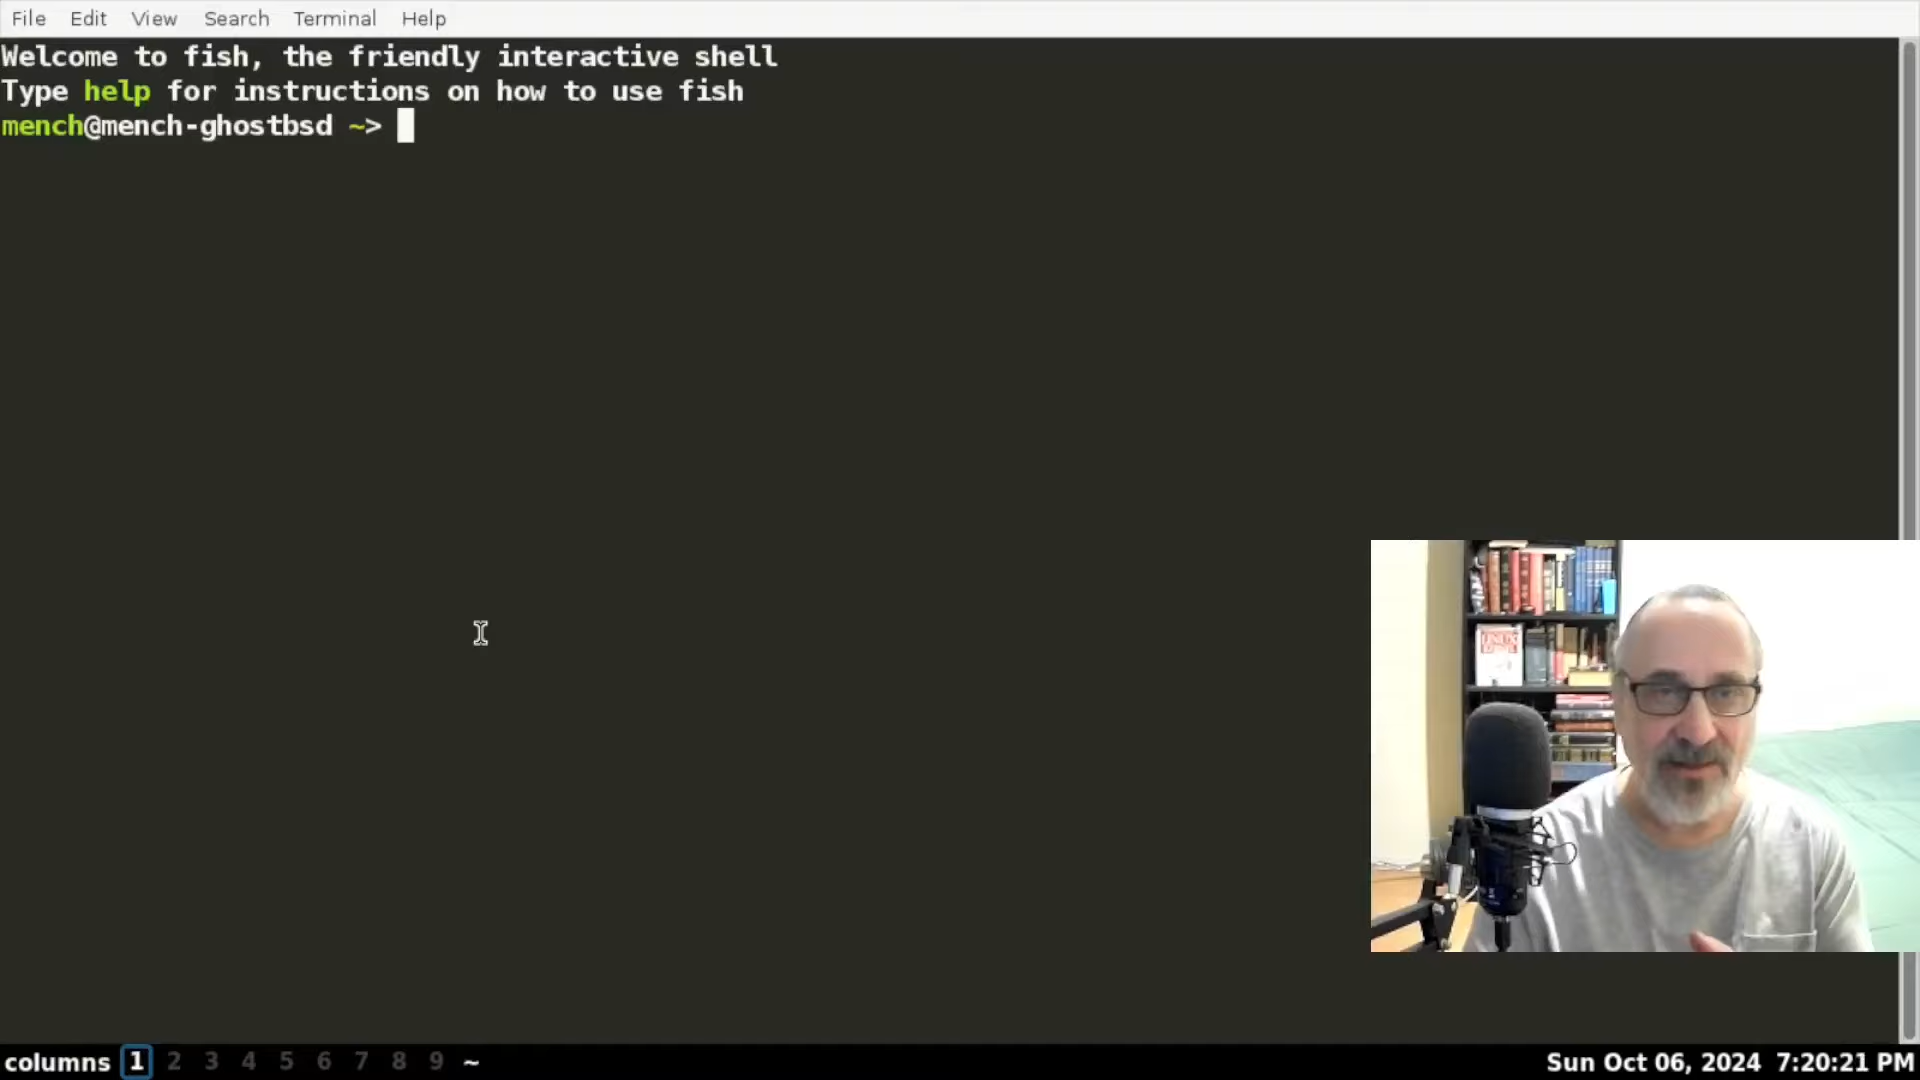 File Edit View Search Terminal Help
Welcome to fish, the friendly interactive shell
Type help for instructions on how to use fish
mench@mench-ghostbsd ~>
LINUX
columns 1 2 3 4 5 6 7 8 9 ~
Sun Oct 06, 2024 7:20:21 PM